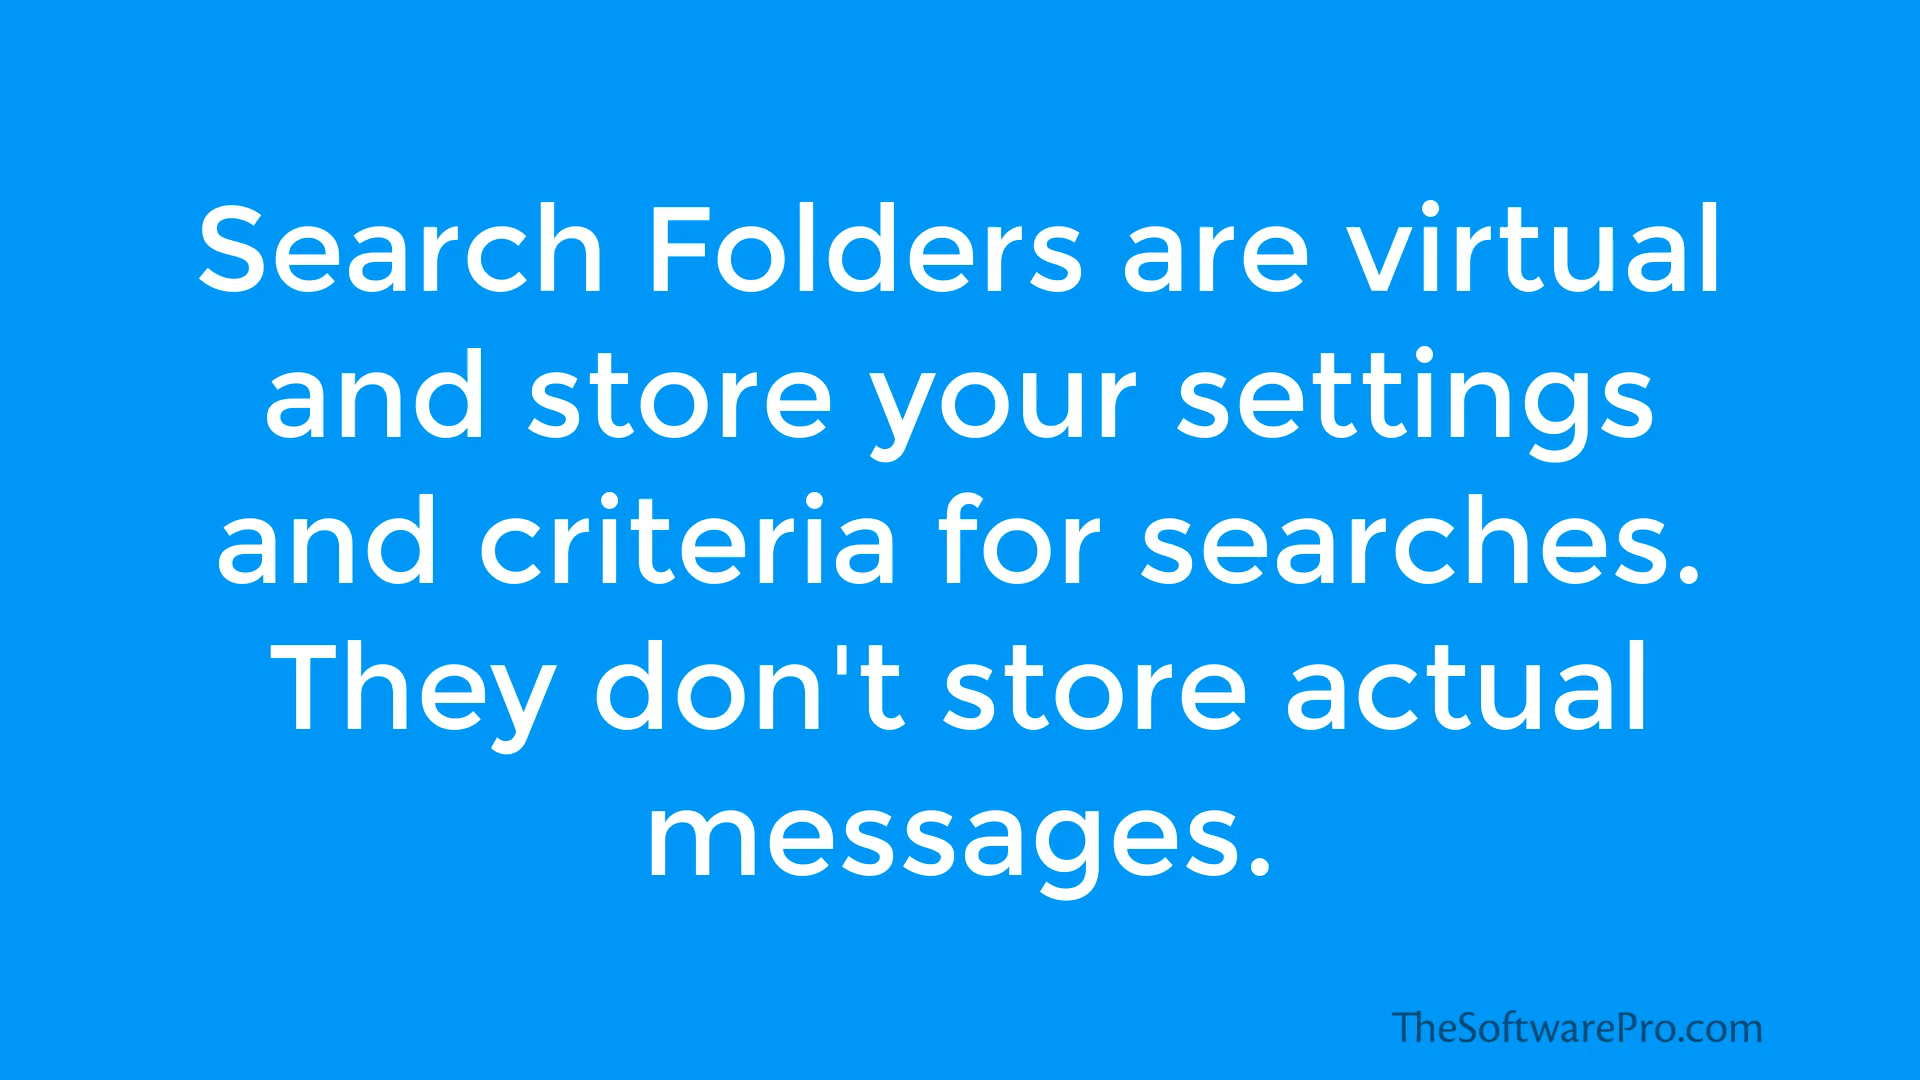 Search Folders are virtual
and store your settings
and criteria for searches.
They don't store actual
messages.
TheSoftwarePro.com